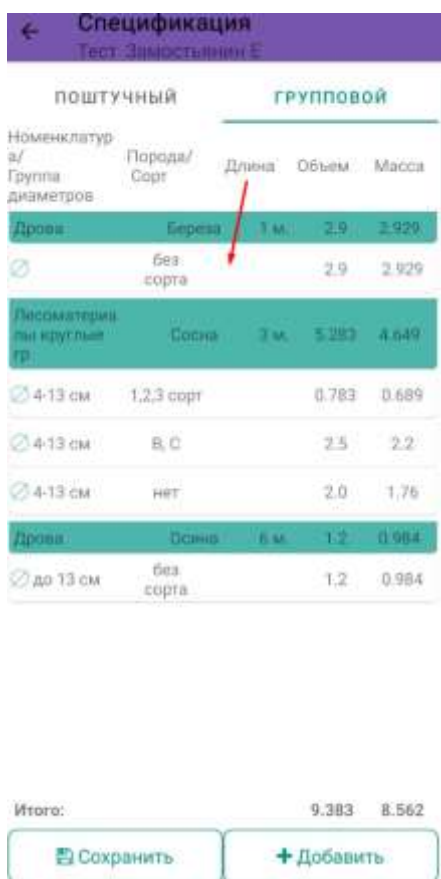 Спецификация
Тест Замостьянин Е
ПОШТУЧНЫЙ ГРУППОВОЙ
Номенклатур
а/
Группа
диаметров
Порода/
Сорт
Длина Объем Масса
Дрова Береза 1 м. 2.9 2.929
без
сорта
2.9 2.929
Лесоматериа
лы круглые
гр
Сосна 3 м. 5.283 4.649
4-13 см 1,2,3 сорт 0.783 0.689
4-13 см В, С 2.5 2.2
4-13 см нет 2.0 1.76
Дрова Осина 6 м. 1.2 0.984
до 13 см
без
сорта
1.2 0.984
Итого: 9.383 8.562
Сохранить + Добавить